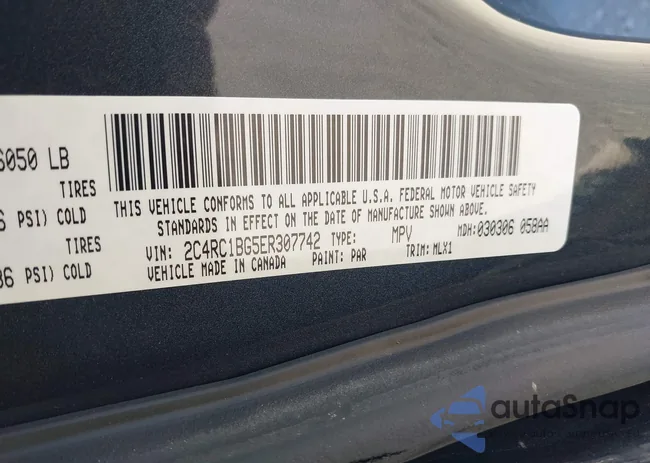 6050 LB
TIRES
PSI) COLD
TIRES
36 PSI) COLD
THIS VEHICLE CONFORMS TO ALL APPLICABLE U.S.A. FEDERAL MOTOR VEHICLE SAFETY
STANDARDS IN EFFECT ON THE DATE OF MANUFACTURE SHOWN ABOVE.
VIN: 2C4RC1BG5ER307742 TYPE: MPV MDH: 030306 058AA
VEHICLE MADE IN CANADA PAINT: PAR TRIM: MLX1
autoSnap